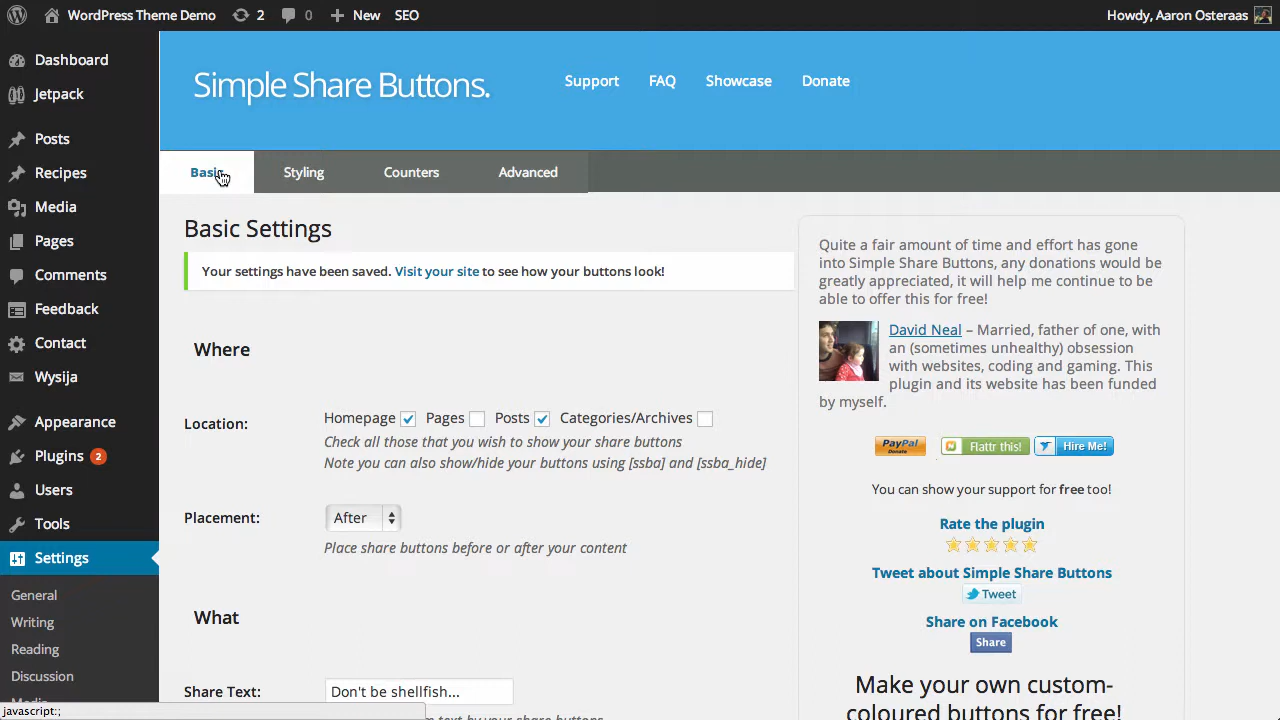 WordPress Theme Demo 2 0 New SEO Howdy, Aaron Osteraas
Dashboard
Jetpack
Posts
Recipes
Media
Pages
Comments
Feedback
Contact
Wysija
Appearance
Plugins 2
Users
Tools
Settings
General
Writing
Reading
Discussion
javascript:;
Simple Share Buttons. Support FAQ Showcase Donate
Basic Styling Counters Advanced
Basic Settings
Your settings have been saved. Visit your site to see how your buttons look!
Where
Location: Homepage Pages Posts Categories/Archives
Check all those that you wish to show your share buttons
Note you can also show/hide your buttons using [ssba] and [ssba_hide]
Placement: After
Place share buttons before or after your content
What
Share Text: Don't be shellfish...
Quite a fair amount of time and effort has gone
into Simple Share Buttons, any donations would be
greatly appreciated, it will help me continue to be
able to offer this for free!
David Neal – Married, father of one, with
an (sometimes unhealthy) obsession
with websites, coding and gaming. This
plugin and its website has been funded
by myself.
PayPal Donate Flattr this! Hire Me!
You can show your support for free too!
Rate the plugin
Tweet about Simple Share Buttons
Tweet
Share on Facebook
Share
Make your own custom-
coloured buttons for free!